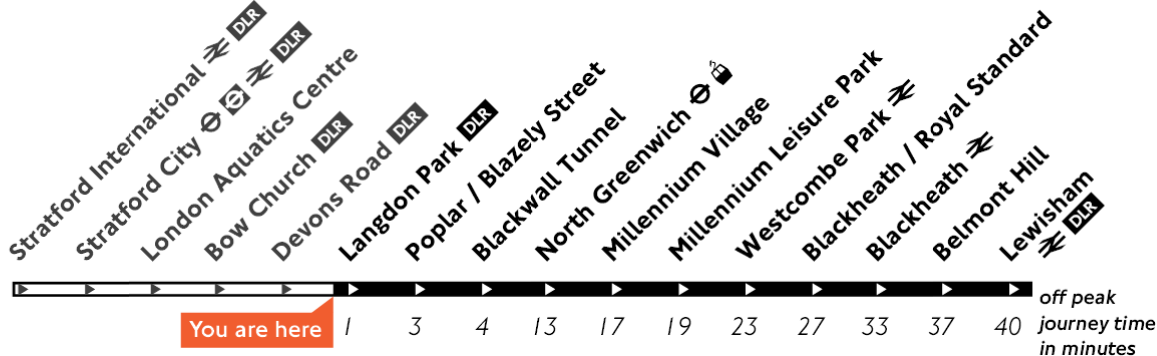 Stratford International DLR
Stratford City DLR
London Aquatics Centre
Bow Church DLR
Devons Road DLR
Langdon Park DLR
Poplar / Blazely Street
Blackwall Tunnel
North Greenwich
Millennium Village
Millennium Leisure Park
Westcombe Park
Blackheath / Royal Standard
Blackheath
Belmont Hill
Lewisham
DLR
You are here
1 3 4 13 17 19 23 27 33 37 40
off peak
journey time
in minutes